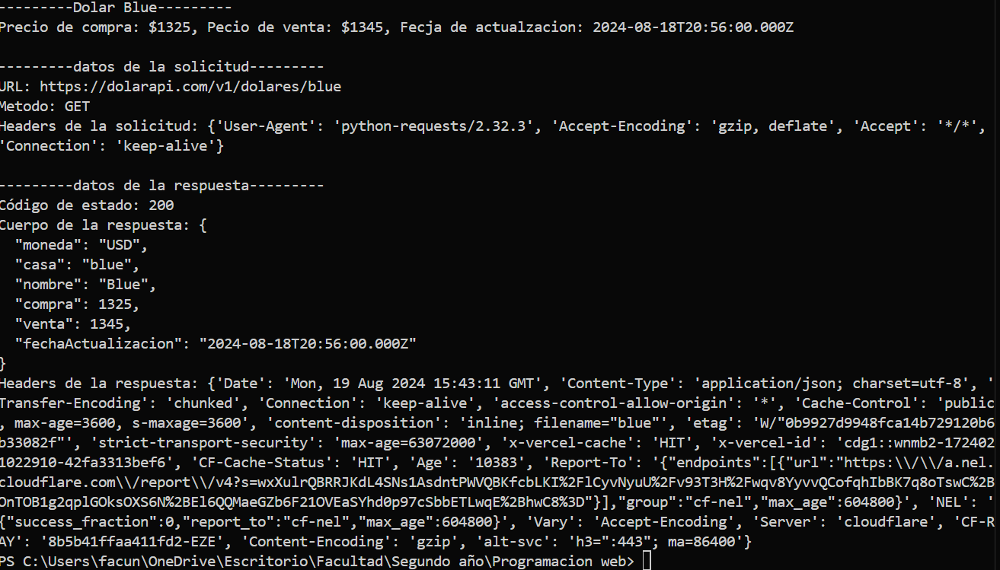 ---------Dolar Blue---------
Precio de compra: $1325, Pecio de venta: $1345, Fecja de actualzacion: 2024-08-18T20:56:00.000Z
---------datos de la solicitud---------
URL: https://dolarapi.com/v1/dolares/blue
Metodo: GET
Headers de la solicitud: {'User-Agent': 'python-requests/2.32.3', 'Accept-Encoding': 'gzip, deflate', 'Accept': '*/*',
'Connection': 'keep-alive'}
---------datos de la respuesta---------
Código de estado: 200
Cuerpo de la respuesta: {
  "moneda": "USD",
  "casa": "blue",
  "nombre": "Blue",
  "compra": 1325,
  "venta": 1345,
  "fechaActualizacion": "2024-08-18T20:56:00.000Z"
}
Headers de la respuesta: {'Date': 'Mon, 19 Aug 2024 15:43:11 GMT', 'Content-Type': 'application/json; charset=utf-8', '
Transfer-Encoding': 'chunked', 'Connection': 'keep-alive', 'access-control-allow-origin': '*', 'Cache-Control': 'public
, max-age=3600, s-maxage=3600', 'content-disposition': 'inline; filename="blue"', 'etag': 'W/"0b9927d9948fca14b729120b6
b33082f"', 'strict-transport-security': 'max-age=63072000', 'x-vercel-cache': 'HIT', 'x-vercel-id': 'cdg1::wnmb2-172402
1022910-42fa3313bef6', 'CF-Cache-Status': 'HIT', 'Age': '10383', 'Report-To': '{"endpoints":[{"url":"https:\\/\\/a.nel.
cloudflare.com\\/report\\/v4?s=wxXulrQBRRJKdL4SNs1AsdntPWVQBKfcbLKI%2FlCyvNyuU%2Fv93T3H%2Fwqv8YyvvQCofqhIbBK7q8oTswC%2B
OnTOB1g2qplGOksOXS6N%2BEl6QQMaeGZb6F21OVEaSYhd0p97cSbbETLwqE%2BhwC8%3D"}],"group":"cf-nel","max_age":604800}', 'NEL': '
{"success_fraction":0,"report_to":"cf-nel","max_age":604800}', 'Vary': 'Accept-Encoding', 'Server': 'cloudflare', 'CF-R
AY': '8b5b41ffaa411fd2-EZE', 'Content-Encoding': 'gzip', 'alt-svc': 'h3=":443"; ma=86400'}
PS C:\Users\facun\OneDrive\Escritorio\Facultad\Segundo año\Programacion web>